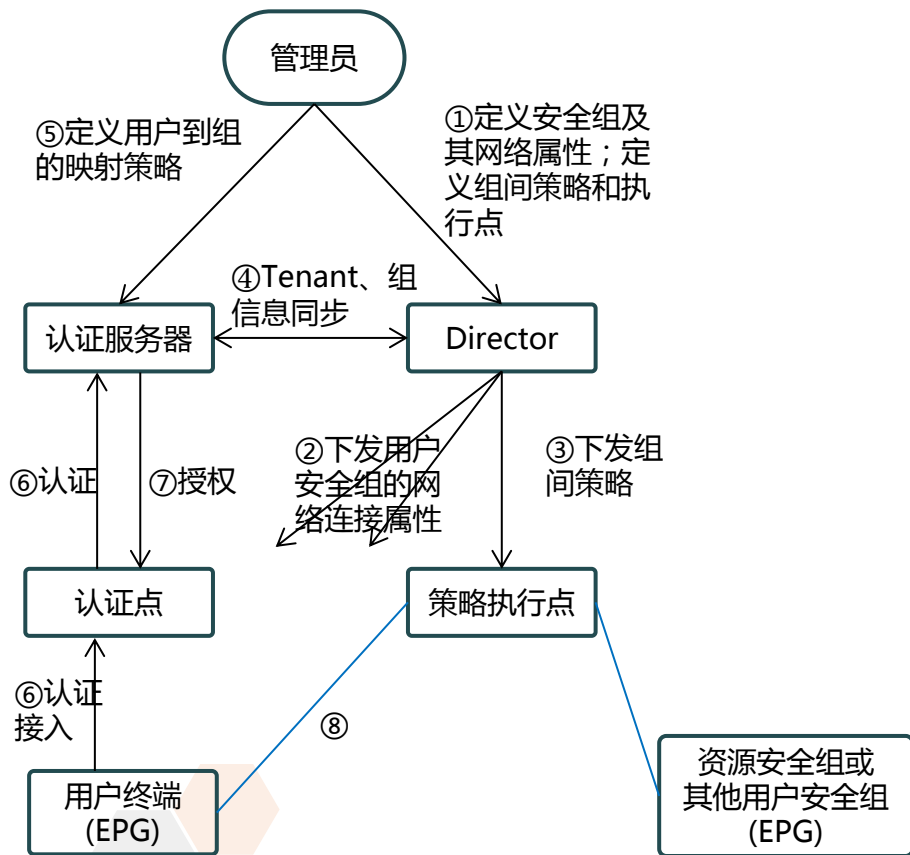 管理员
⑤定义用户到组
的映射策略
①定义安全组及
其网络属性；定
义组间策略和执
行点
④Tenant、组
信息同步
认证服务器
Director
②下发用户
安全组的网
络连接属性
③下发组
间策略
⑥认证
⑦授权
认证点
策略执行点
⑥认证
接入
⑧
用户终端
(EPG)
资源安全组或
其他用户安全组
(EPG)